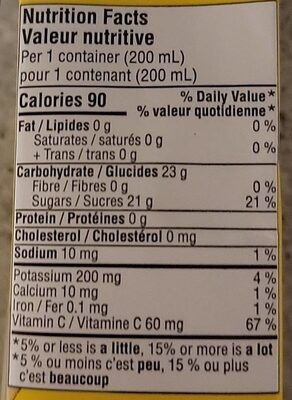 Nutrition Facts
Valeur nutritive
Per 1 container (200 mL)
pour 1 contenant (200 mL)
Calories 90 % Daily Value*
% valeur quotidienne*
Fat / Lipides 0 g 0 %
Saturates / saturés 0 g
+ Trans / trans 0 g 0 %
Carbohydrate / Glucides 23 g
Fibre / Fibres 0 g 0 %
Sugars / Sucres 21 g 21 %
Protein / Protéines 0 g
Cholesterol / Cholestérol 0 mg
Sodium 10 mg 1 %
Potassium 200 mg 4 %
Calcium 10 mg 1 %
Iron / Fer 0.1 mg 1 %
Vitamin C / Vitamine C 60 mg 67 %
*5% or less is a little, 15% or more is a lot
*5 % ou moins c'est peu, 15 % ou plus
c'est beaucoup